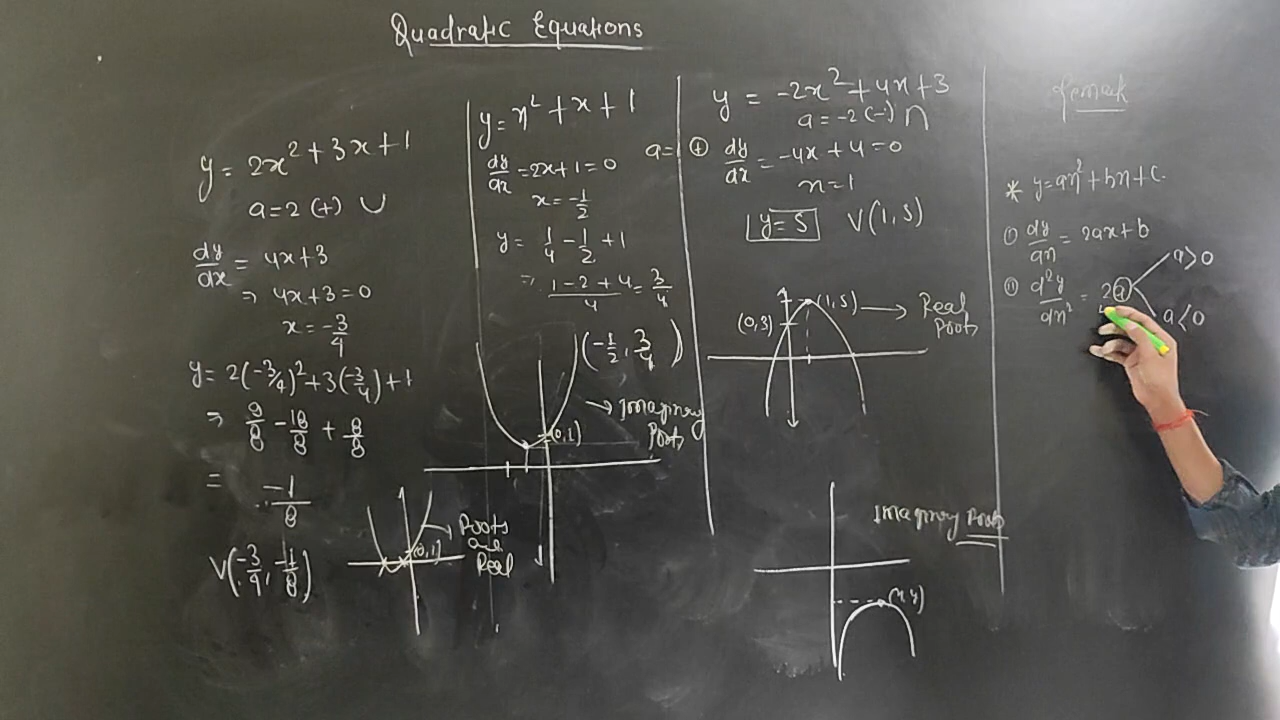 Quadratic Equations
y = 2x² + 3x + 1
a = 2 (+) ∪
dy/dx = 4x + 3
⇒ 4x + 3 = 0
x = -3/4
y = 2(-3/4)² + 3(-3/4) + 1
⇒ 9/8 - 18/8 + 8/8
= -1/8
V(-3/4, -1/8)
(0,1)
Roots
are
Real
y = x² + x + 1
dy/dx = 2x + 1 = 0
x = -1/2
y = 1/4 - 1/2 + 1
⇒ (1 - 2 + 4)/4 = 3/4
(-1/2, 3/4)
→ Imaginary
Roots
(0,1)
a = (+)
y = -2x² + 4x + 3
a = -2 (-) ∩
dy/dx = -4x + 4 = 0
x = 1
y = 5 V(1,5)
(1,5) → Real
Roots
(0,3)
Imaginary Roots
(x,y)
Remark
* y = ax² + bx + c.
(i) dy/dx = 2ax + b
(ii) d²y/dx² = 2a
a > 0
a < 0